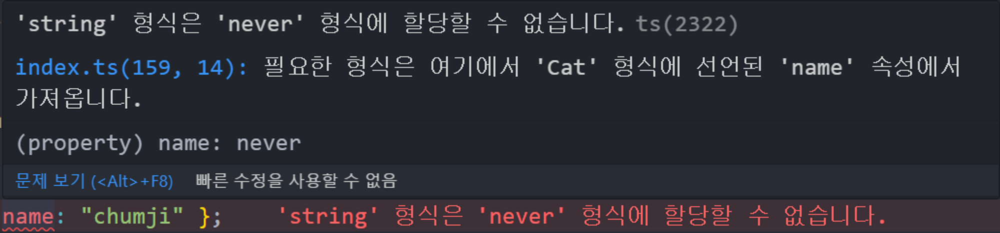 'string' 형식은 'never' 형식에 할당할 수 없습니다. ts(2322)
index.ts(159, 14): 필요한 형식은 여기에서 'Cat' 형식에 선언된 'name' 속성에서
가져옵니다.
(property) name: never
문제 보기 (<Alt>+F8) 빠른 수정을 사용할 수 없음
name: "chumji" }; 'string' 형식은 'never' 형식에 할당할 수 없습니다.